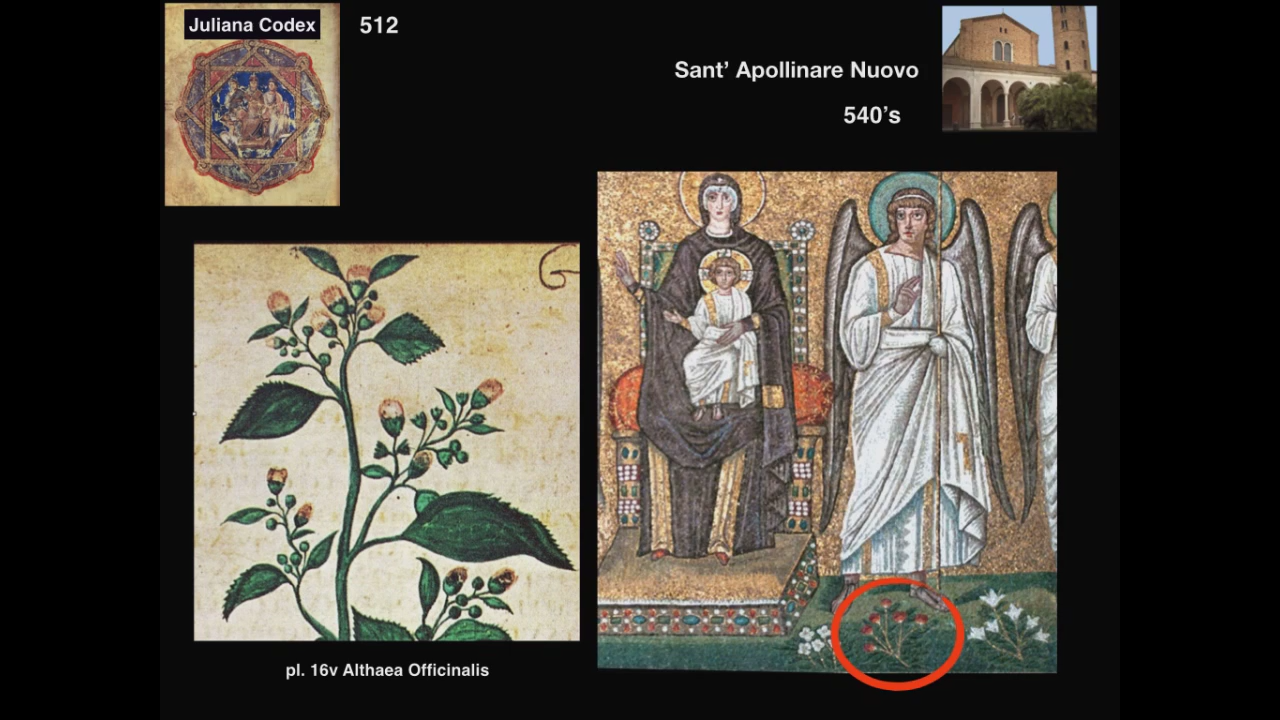 Juliana Codex
512
Sant’ Apollinare Nuovo
540’s
pl. 16v Althaea Officinalis